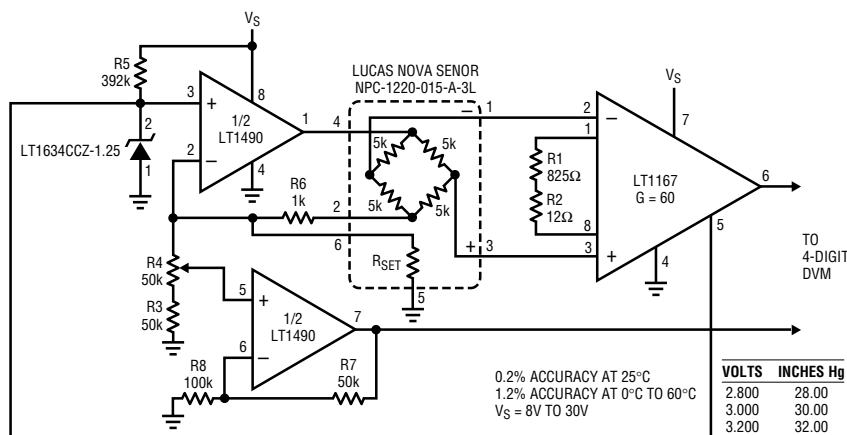 V_S
R5
392k
LUCAS NOVA SENOR
NPC-1220-015-A-3L
V_S
3
+
8
1/2
LT1490
1
4
2
LT1634CCZ-1.25
1
2
–
4
5k
5k
5k
5k
–
1
2
–
1
7
R1
825Ω
R2
12Ω
LT1167
G = 60
6
8
3
+
4
5
R6
1k
2
6
+
3
R_SET
5
TO
4-DIGIT
DVM
R4
50k
R3
50k
5
+
1/2
LT1490
7
6
–
R8
100k
R7
50k
0.2% ACCURACY AT 25°C
1.2% ACCURACY AT 0°C TO 60°C
V_S = 8V TO 30V
VOLTS INCHES Hg
2.800 28.00
3.000 30.00
3.200 32.00